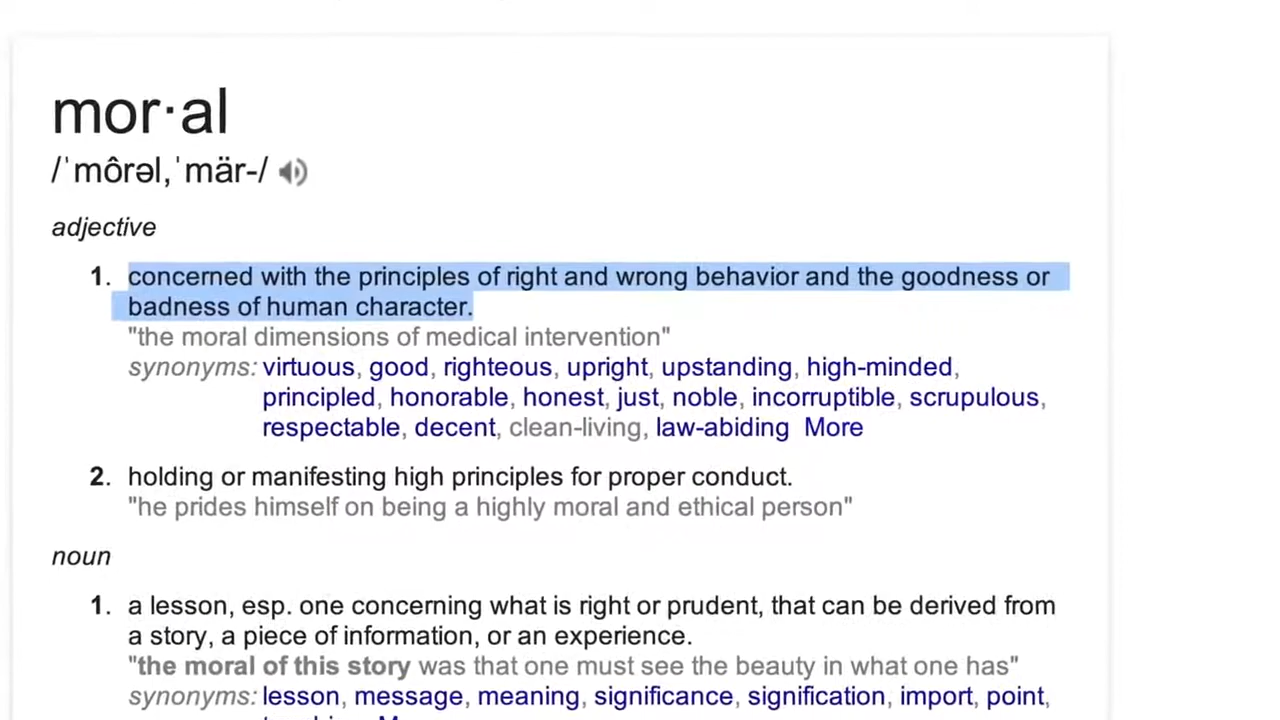 mor·al
/ˈmôrəl,ˈmär-/
adjective
1. concerned with the principles of right and wrong behavior and the goodness or
badness of human character.
"the moral dimensions of medical intervention"
synonyms: virtuous, good, righteous, upright, upstanding, high-minded,
principled, honorable, honest, just, noble, incorruptible, scrupulous,
respectable, decent, clean-living, law-abiding More
2. holding or manifesting high principles for proper conduct.
"he prides himself on being a highly moral and ethical person"
noun
1. a lesson, esp. one concerning what is right or prudent, that can be derived from
a story, a piece of information, or an experience.
"the moral of this story was that one must see the beauty in what one has"
synonyms: lesson, message, meaning, significance, signification, import, point,